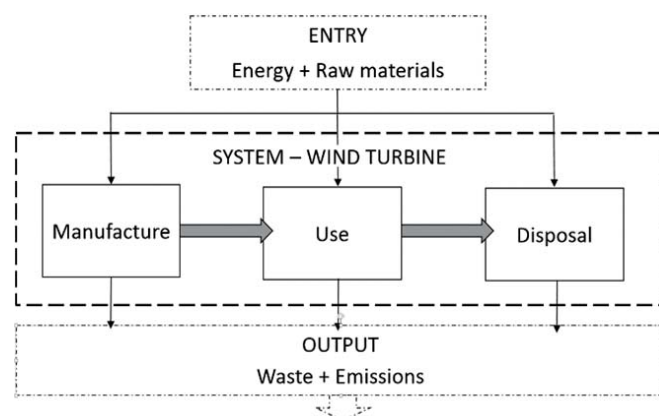 ENTRY
Energy + Raw materials
SYSTEM – WIND TURBINE
Manufacture
Use
Disposal
OUTPUT
Waste + Emissions